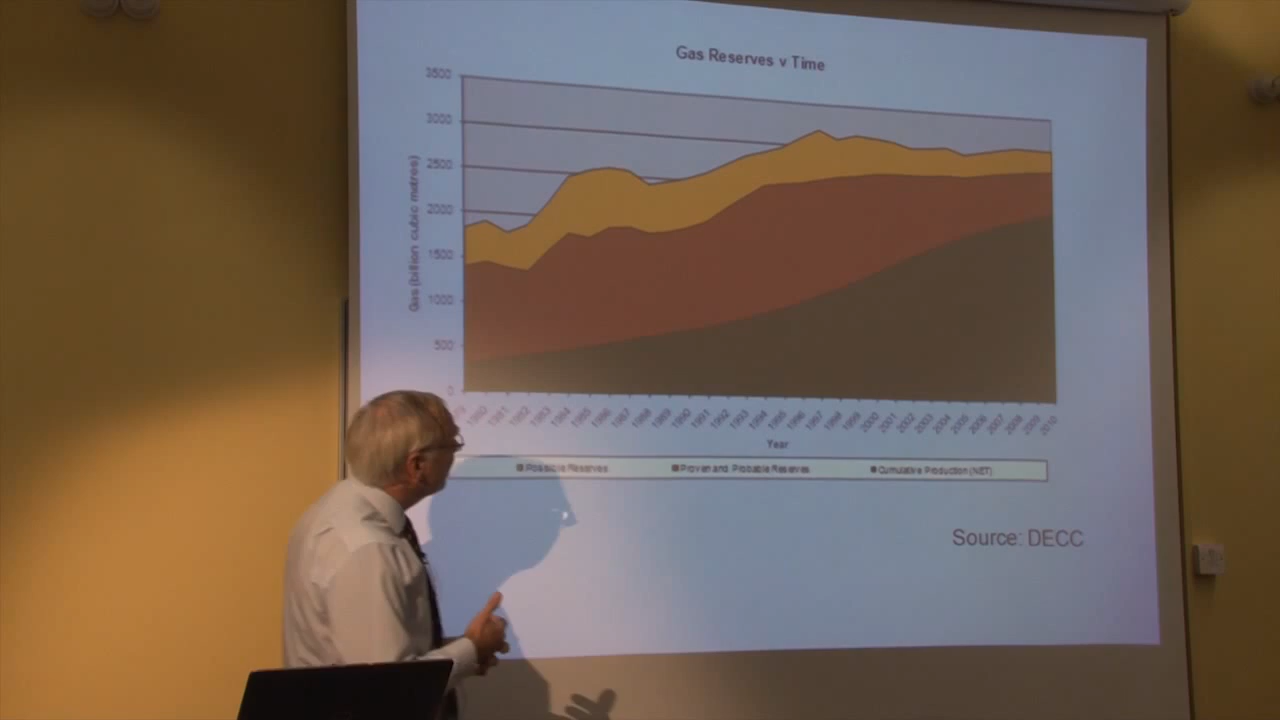 Gas Reserves v Time
3500
3000
2500
2000
1500
1000
500
0
Gas (billion cubic metres)
1980 1981 1982 1983 1984 1985 1986 1987 1988 1989 1990 1991 1992 1993 1994 1995 1996 1997 1998 1999 2000 2001 2002 2003 2004 2005 2006 2007 2008 2009 2010
Year
Possible Reserves Proven and Probable Reserves Cumulative Production (NET)
Source: DECC